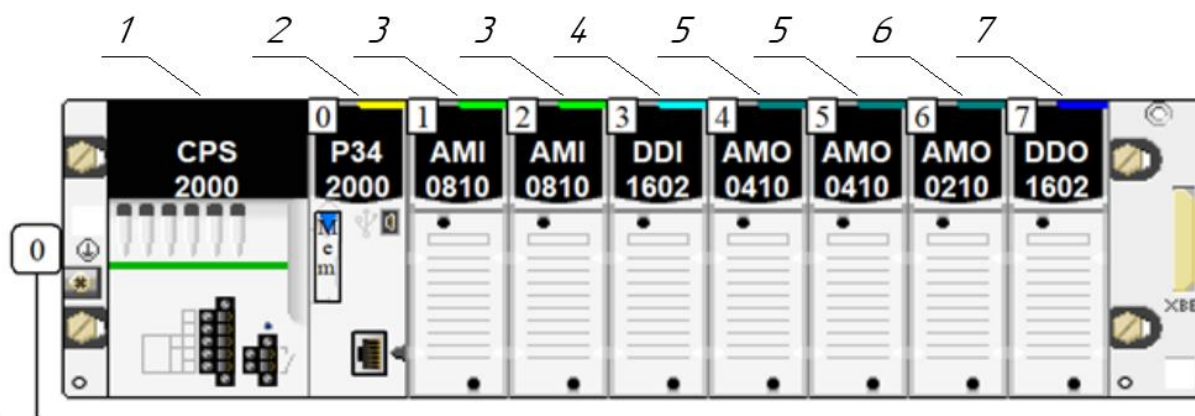 1 2 3 3 4 5 5 6 7
0 1 2 3 4 5 6 7
CPS P34 AMI AMI DDI AMO AMO AMO DDO
2000 2000 0810 0810 1602 0410 0410 0210 1602
Mem
0
XBE